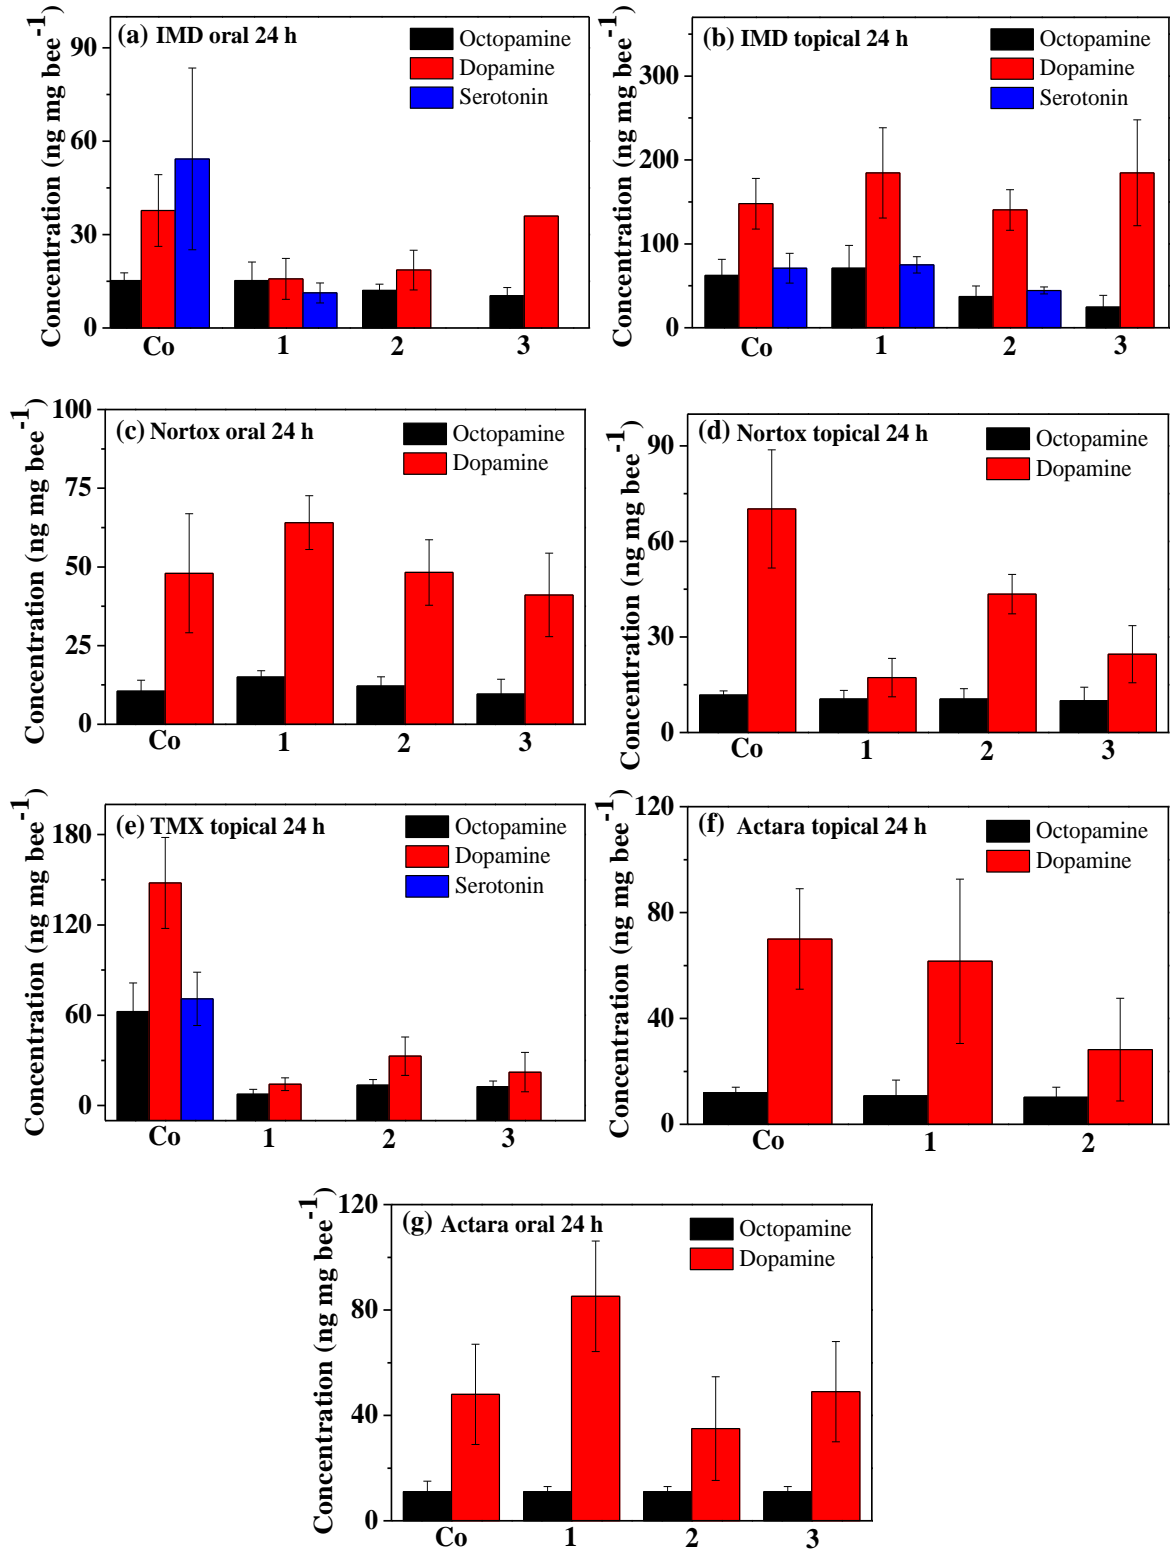 (a) IMD oral 24 h
Octopamine
Dopamine
Serotonin
Concentration (ng mg bee-1)
90
60
30
0
Co 1 2 3
(b) IMD topical 24 h
Octopamine
Dopamine
Serotonin
Concentration (ng mg bee-1)
300
200
100
0
Co 1 2 3
(c) Nortox oral 24 h
Octopamine
Dopamine
Concentration (ng mg bee-1)
100
75
50
25
0
Co 1 2 3
(d) Nortox topical 24 h
Octopamine
Dopamine
Concentration (ng mg bee-1)
90
60
30
0
Co 1 2 3
(e) TMX topical 24 h
Octopamine
Dopamine
Serotonin
Concentration (ng mg bee-1)
180
120
60
0
Co 1 2 3
(f) Actara topical 24 h
Octopamine
Dopamine
Concentration (ng mg bee-1)
120
80
40
0
Co 1 2
(g) Actara oral 24 h
Octopamine
Dopamine
Concentration (ng mg bee-1)
120
80
40
0
Co 1 2 3